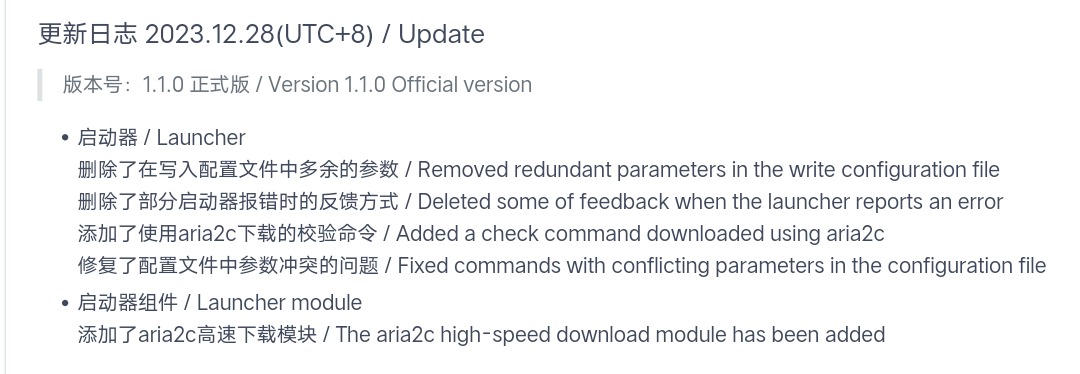 更新日志 2023.12.28(UTC+8) / Update
版本号：1.1.0 正式版 / Version 1.1.0 Official version
• 启动器 / Launcher
删除了在写入配置文件中多余的参数 / Removed redundant parameters in the write configuration file
删除了部分启动器报错时的反馈方式 / Deleted some of feedback when the launcher reports an error
添加了使用aria2c下载的校验命令 / Added a check command downloaded using aria2c
修复了配置文件中参数冲突的问题 / Fixed commands with conflicting parameters in the configuration file
• 启动器组件 / Launcher module
添加了aria2c高速下载模块 / The aria2c high-speed download module has been added